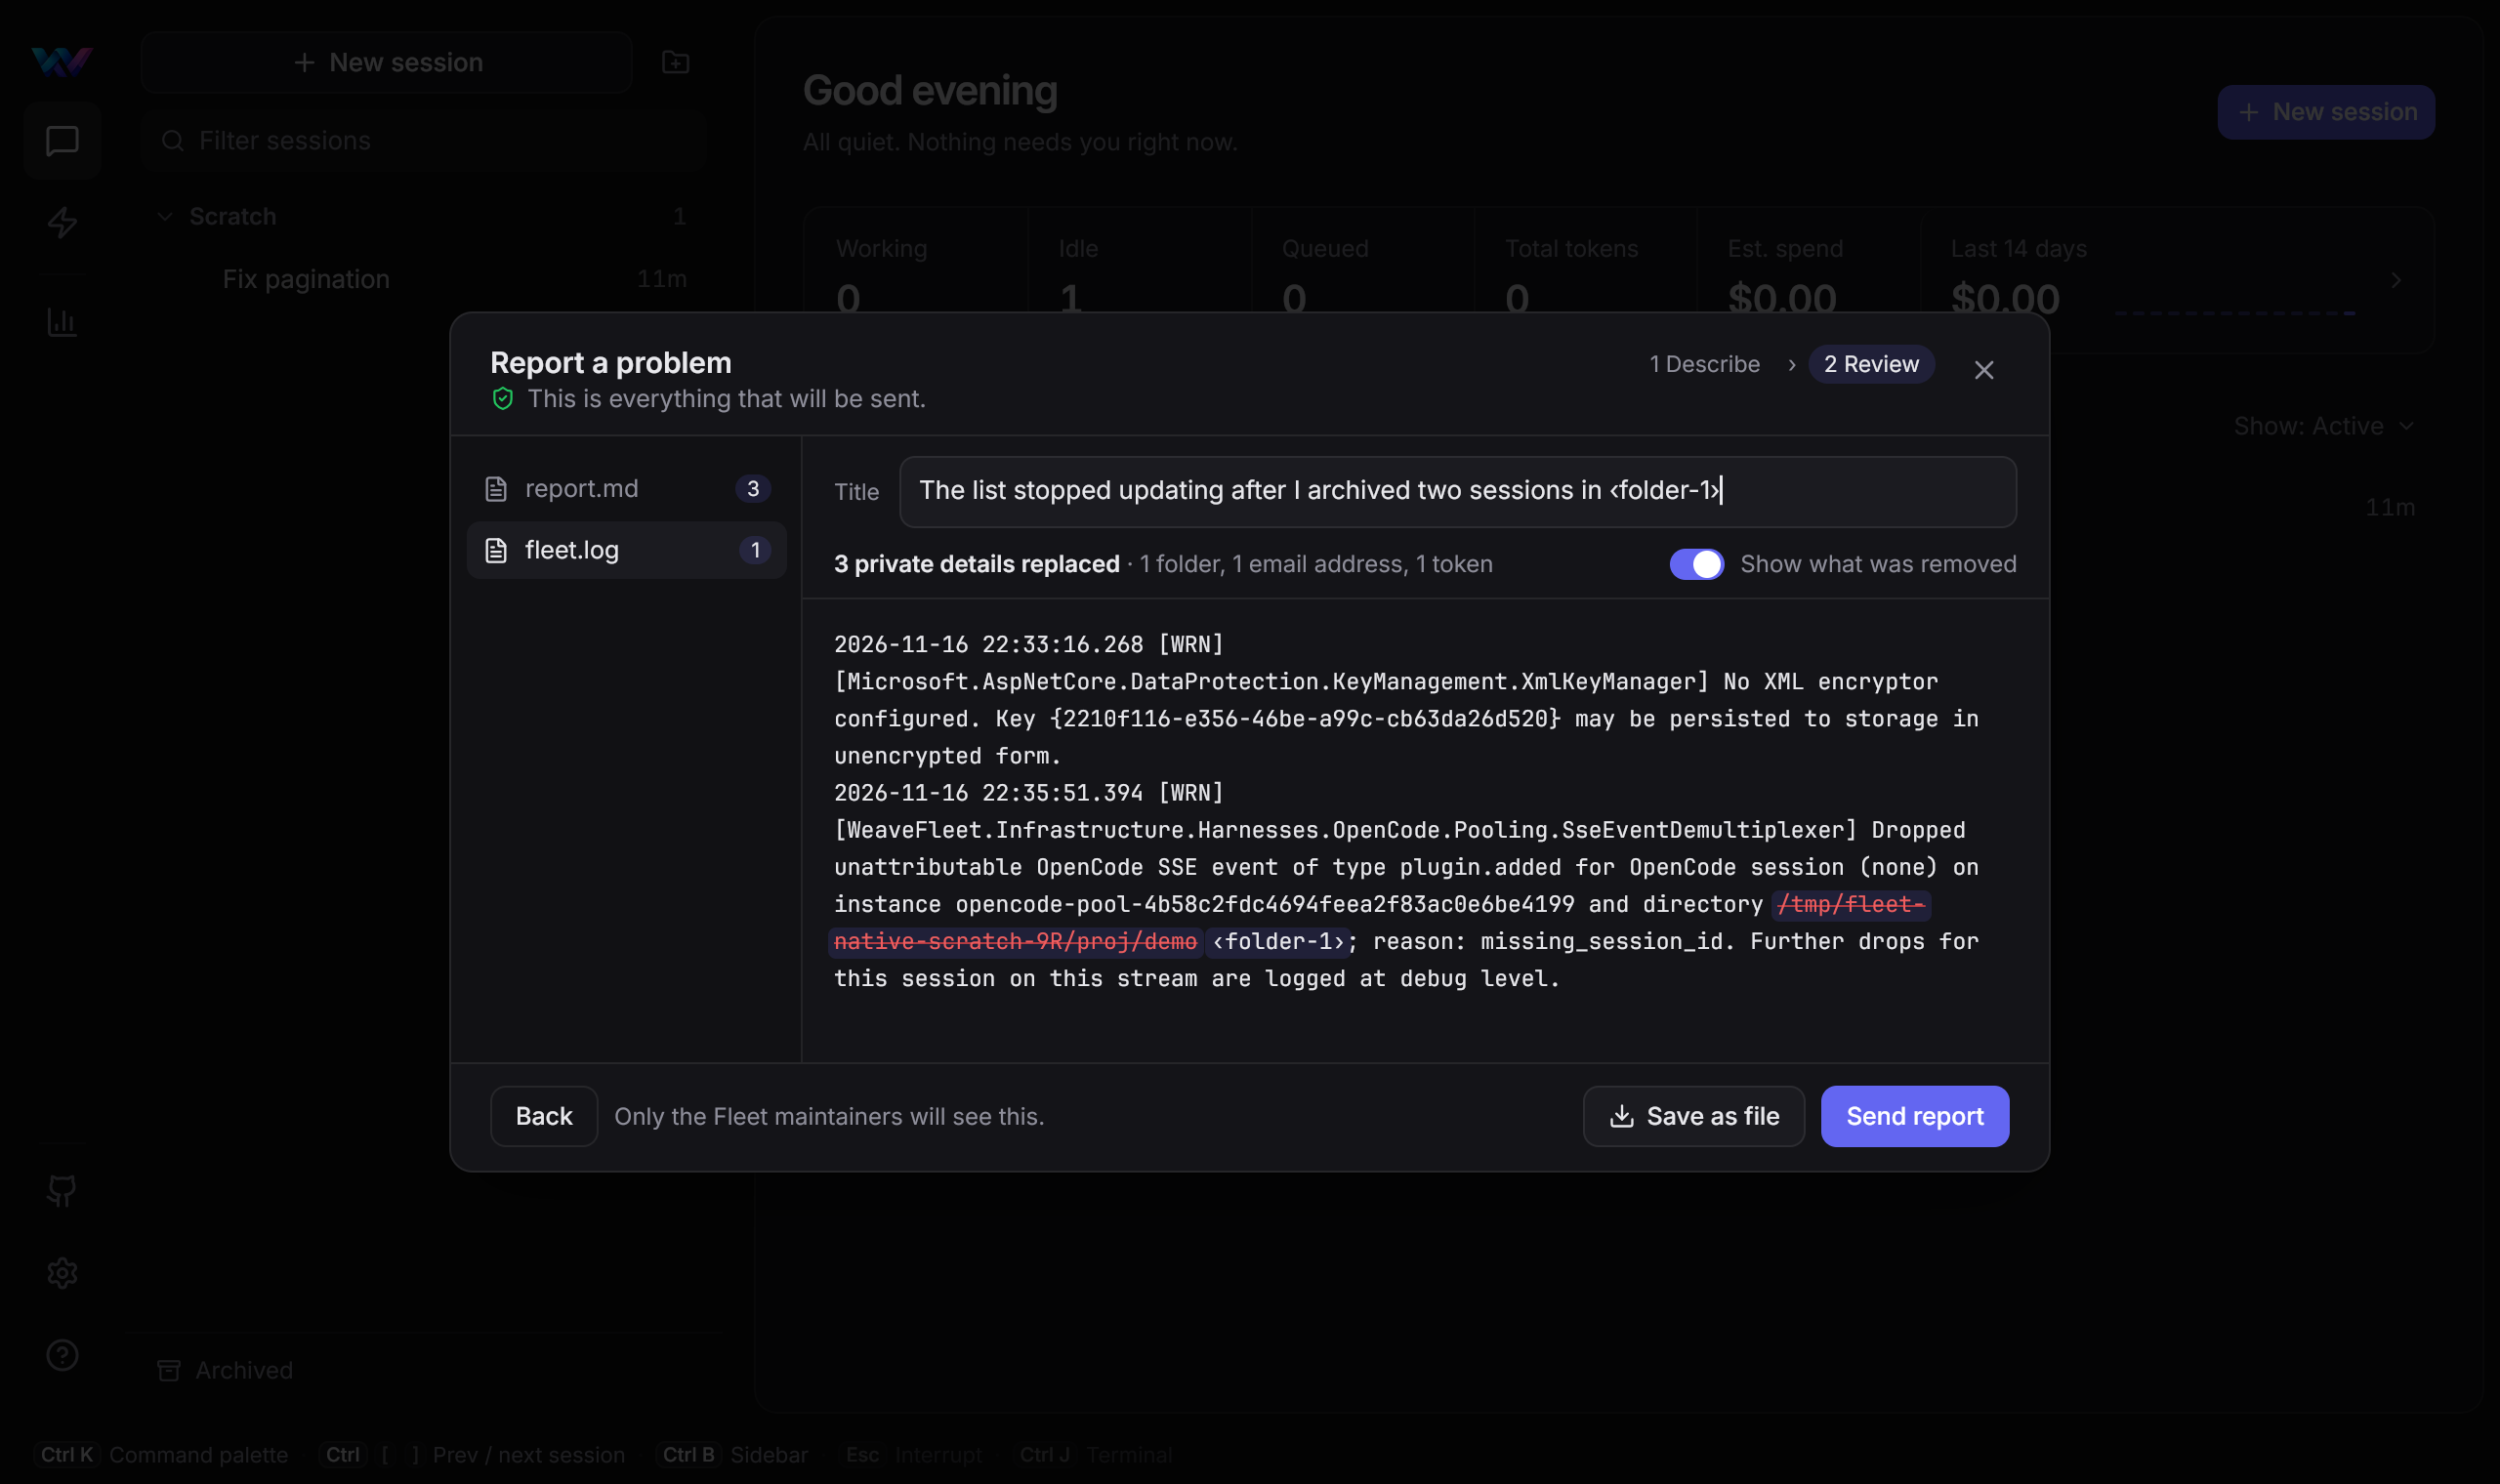 New session
Filter sessions
Scratch 1
Fix pagination 11m
Archived
Good evening
All quiet. Nothing needs you right now.
New session
Working Idle Queued Total tokens Est. spend Last 14 days
0 1 0 0 $0.00 $0.00
Show: Active
11m
Report a problem
This is everything that will be sent.
1 Describe › 2 Review
report.md 3
fleet.log 1
Title The list stopped updating after I archived two sessions in ‹folder-1›
3 private details replaced · 1 folder, 1 email address, 1 token
Show what was removed
2026-11-16 22:33:16.268 [WRN]
[Microsoft.AspNetCore.DataProtection.KeyManagement.XmlKeyManager] No XML encryptor
configured. Key {2210f116-e356-46be-a99c-cb63da26d520} may be persisted to storage in
unencrypted form.
2026-11-16 22:35:51.394 [WRN]
[WeaveFleet.Infrastructure.Harnesses.OpenCode.Pooling.SseEventDemultiplexer] Dropped
unattributable OpenCode SSE event of type plugin.added for OpenCode session (none) on
instance opencode-pool-4b58c2fdc4694feea2f83ac0e6be4199 and directory /tmp/fleet-
native-scratch-9R/proj/demo ‹folder-1›; reason: missing_session_id. Further drops for
this session on this stream are logged at debug level.
Back Only the Fleet maintainers will see this.
Save as file
Send report
Ctrl K Command palette Ctrl [ ] Prev / next session Ctrl B Sidebar Esc Interrupt Ctrl J Terminal